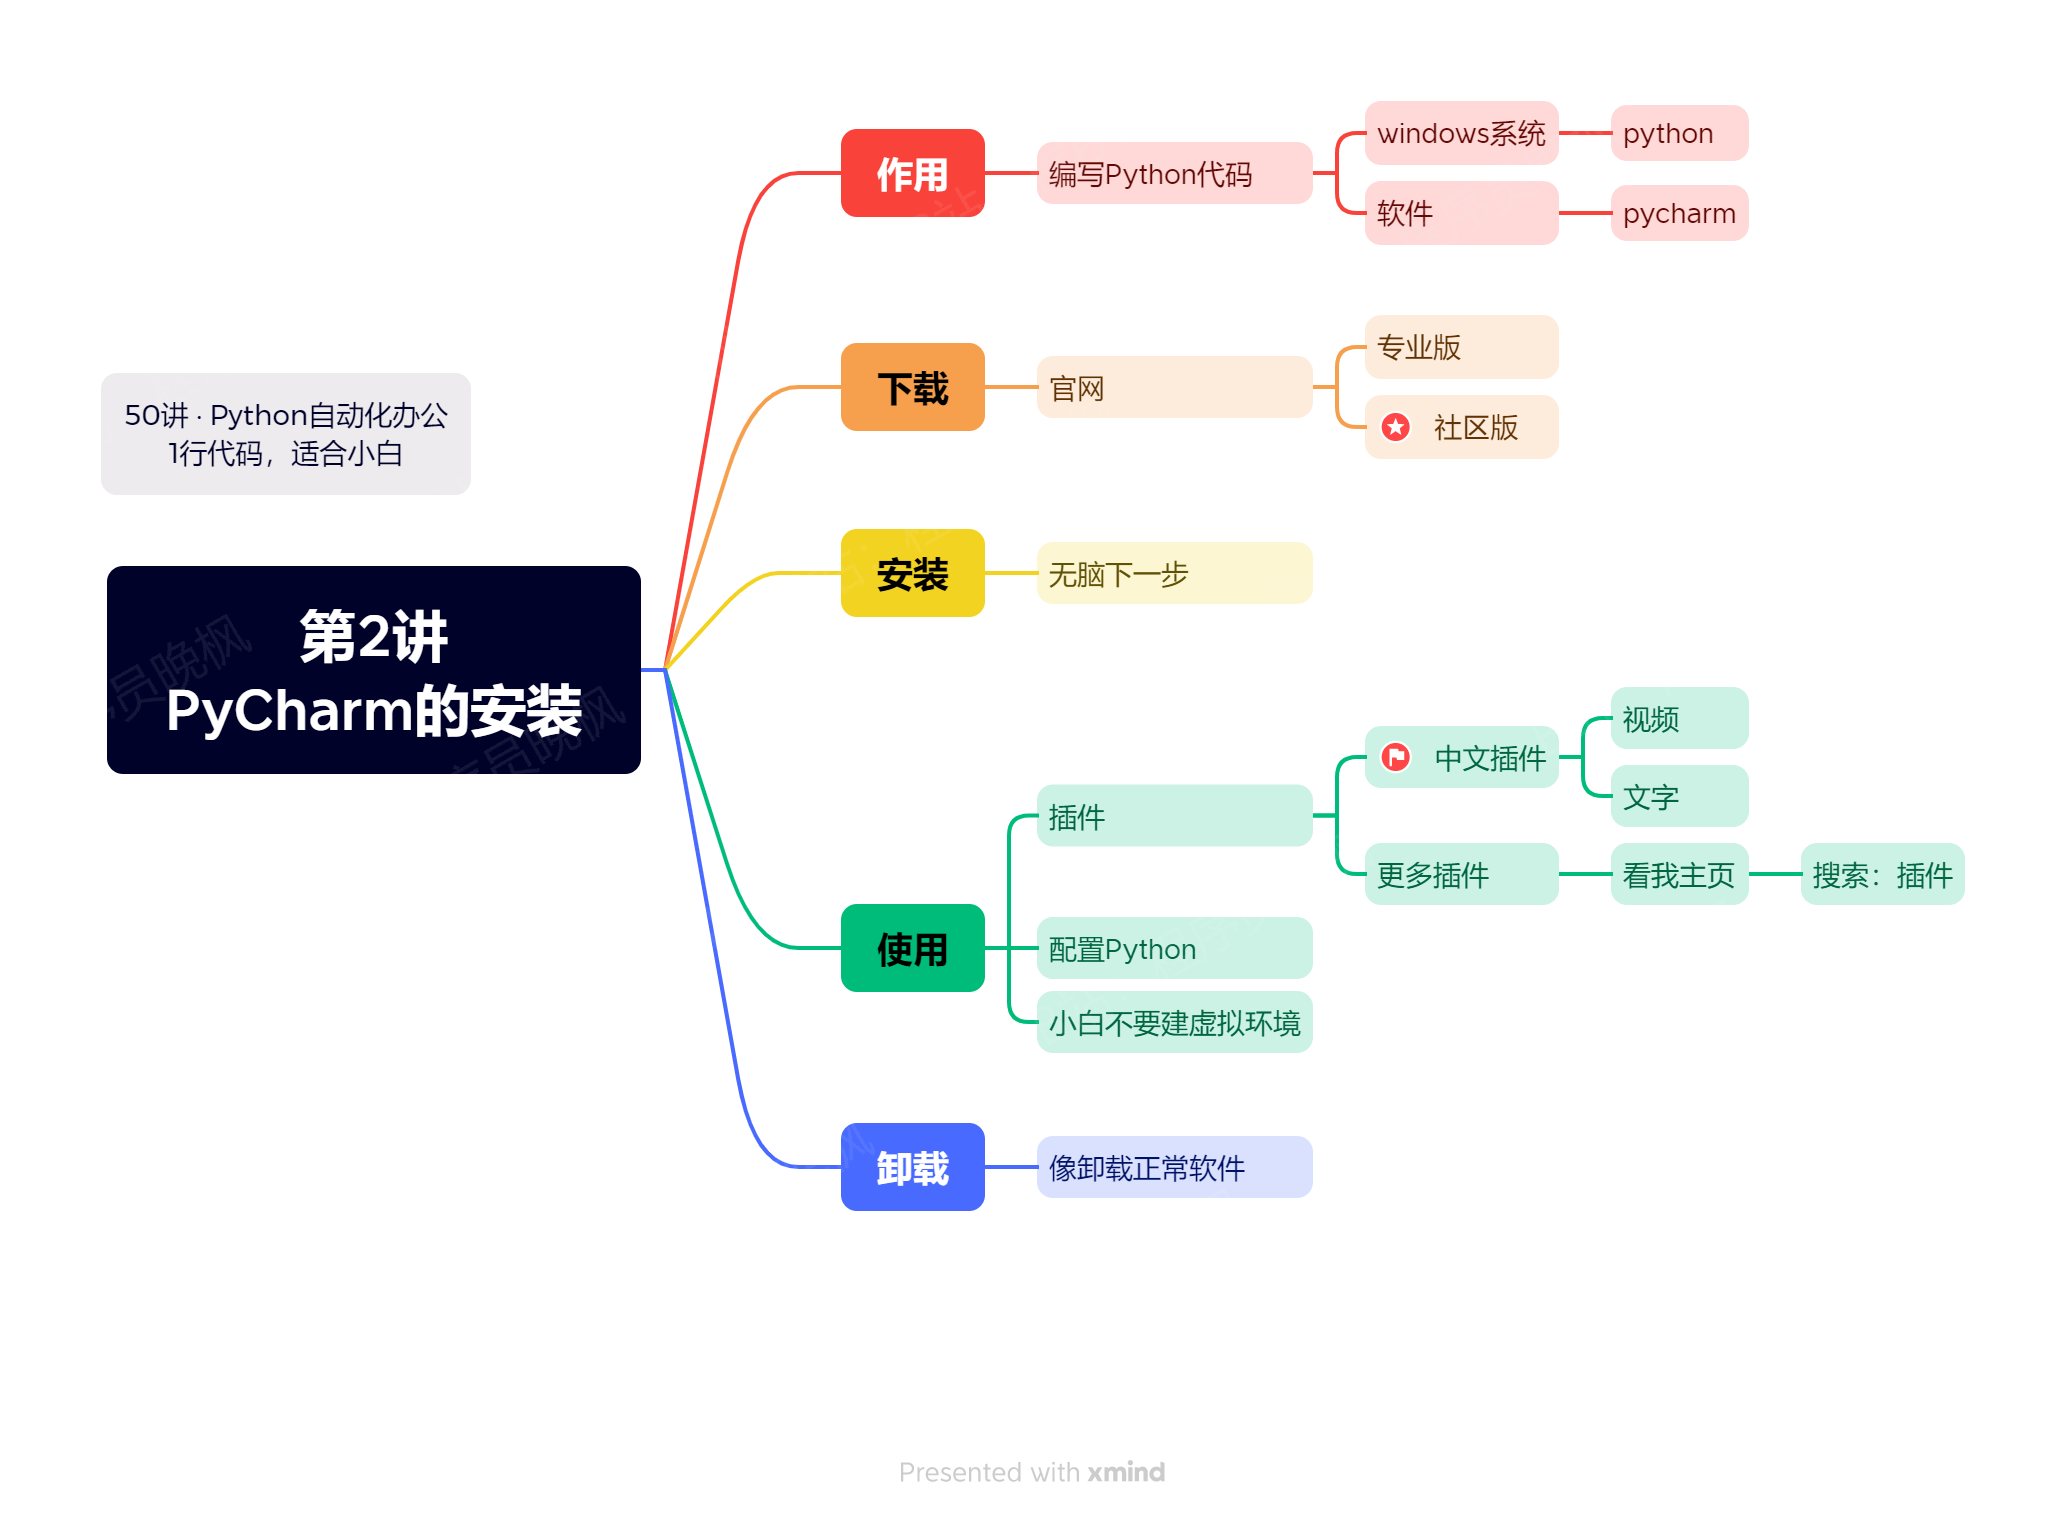 50讲 · Python自动化办公
1行代码，适合小白
第2讲
PyCharm的安装
作用
编写Python代码
windows系统
python
软件
pycharm
下载
官网
专业版
社区版
安装
无脑下一步
使用
插件
中文插件
视频
文字
更多插件
看我主页
搜索：插件
配置Python
小白不要建虚拟环境
卸载
像卸载正常软件
Presented with xmind